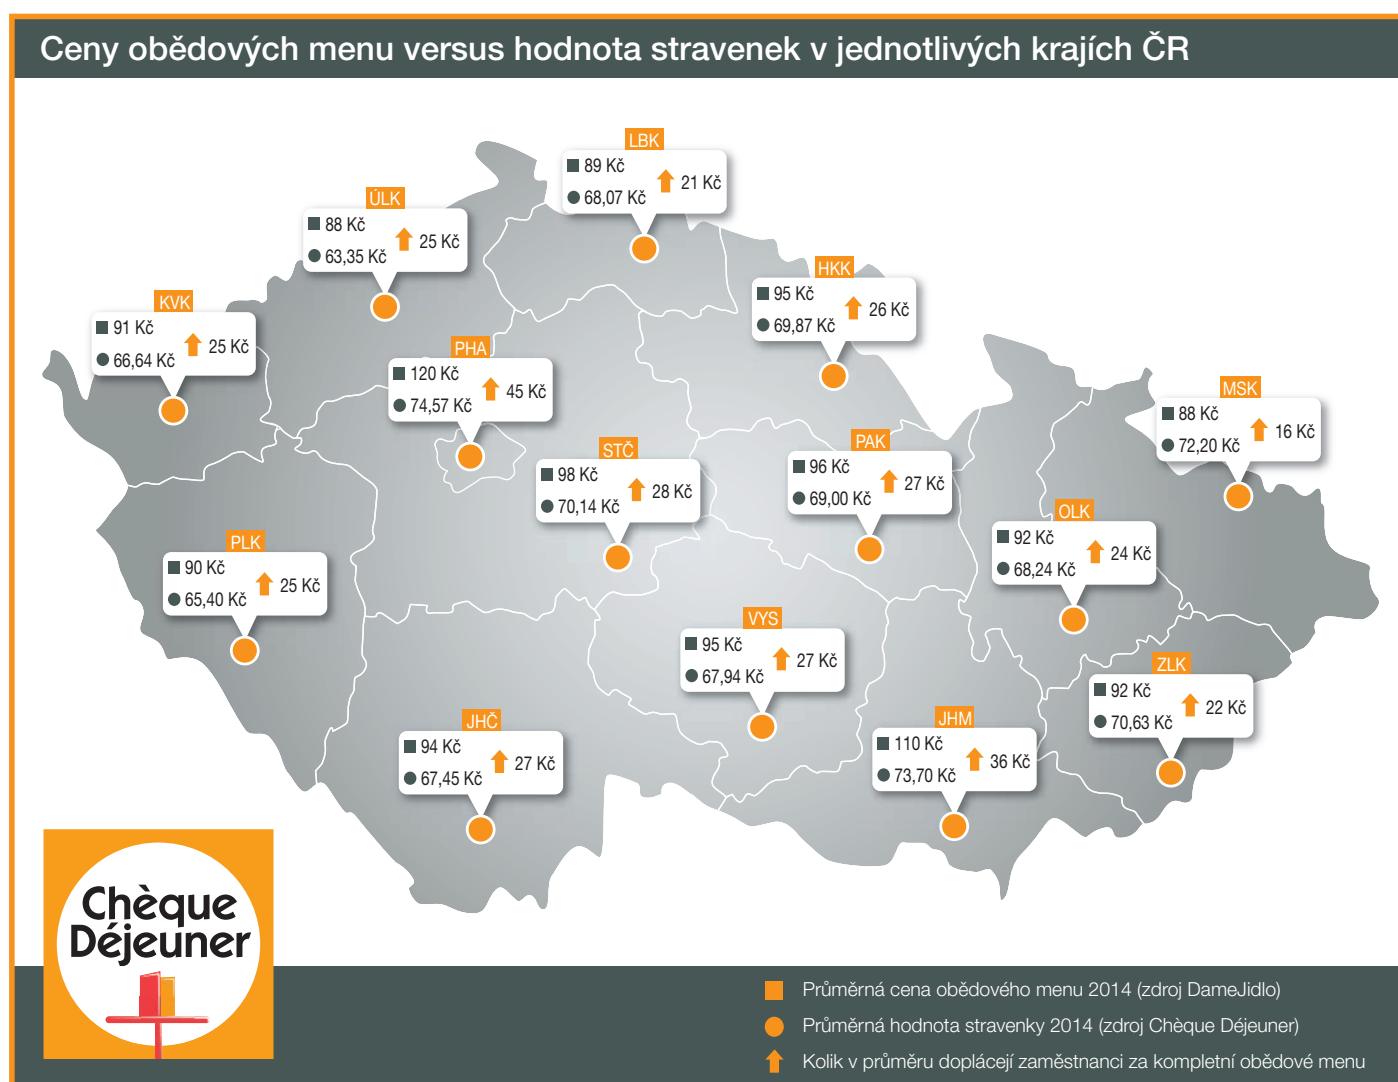 Ceny obědových menu versus hodnota stravenek v jednotlivých krajích ČR
LBK
89 Kč
68,07 Kč
21 Kč
ÚLK
88 Kč
63,35 Kč
25 Kč
HKK
95 Kč
69,87 Kč
26 Kč
KVK
91 Kč
66,64 Kč
25 Kč
PHA
120 Kč
74,57 Kč
45 Kč
MSK
88 Kč
72,20 Kč
16 Kč
STČ
98 Kč
70,14 Kč
28 Kč
PAK
96 Kč
69,00 Kč
27 Kč
OLK
92 Kč
68,24 Kč
24 Kč
PLK
90 Kč
65,40 Kč
25 Kč
VYS
95 Kč
67,94 Kč
27 Kč
ZLK
92 Kč
70,63 Kč
22 Kč
JHČ
94 Kč
67,45 Kč
27 Kč
JHM
110 Kč
73,70 Kč
36 Kč
Chèque
Déjeuner
Průměrná cena obědového menu 2014 (zdroj DameJidlo)
Průměrná hodnota stravenky 2014 (zdroj Chèque Déjeuner)
Kolik v průměru doplácejí zaměstnanci za kompletní obědové menu